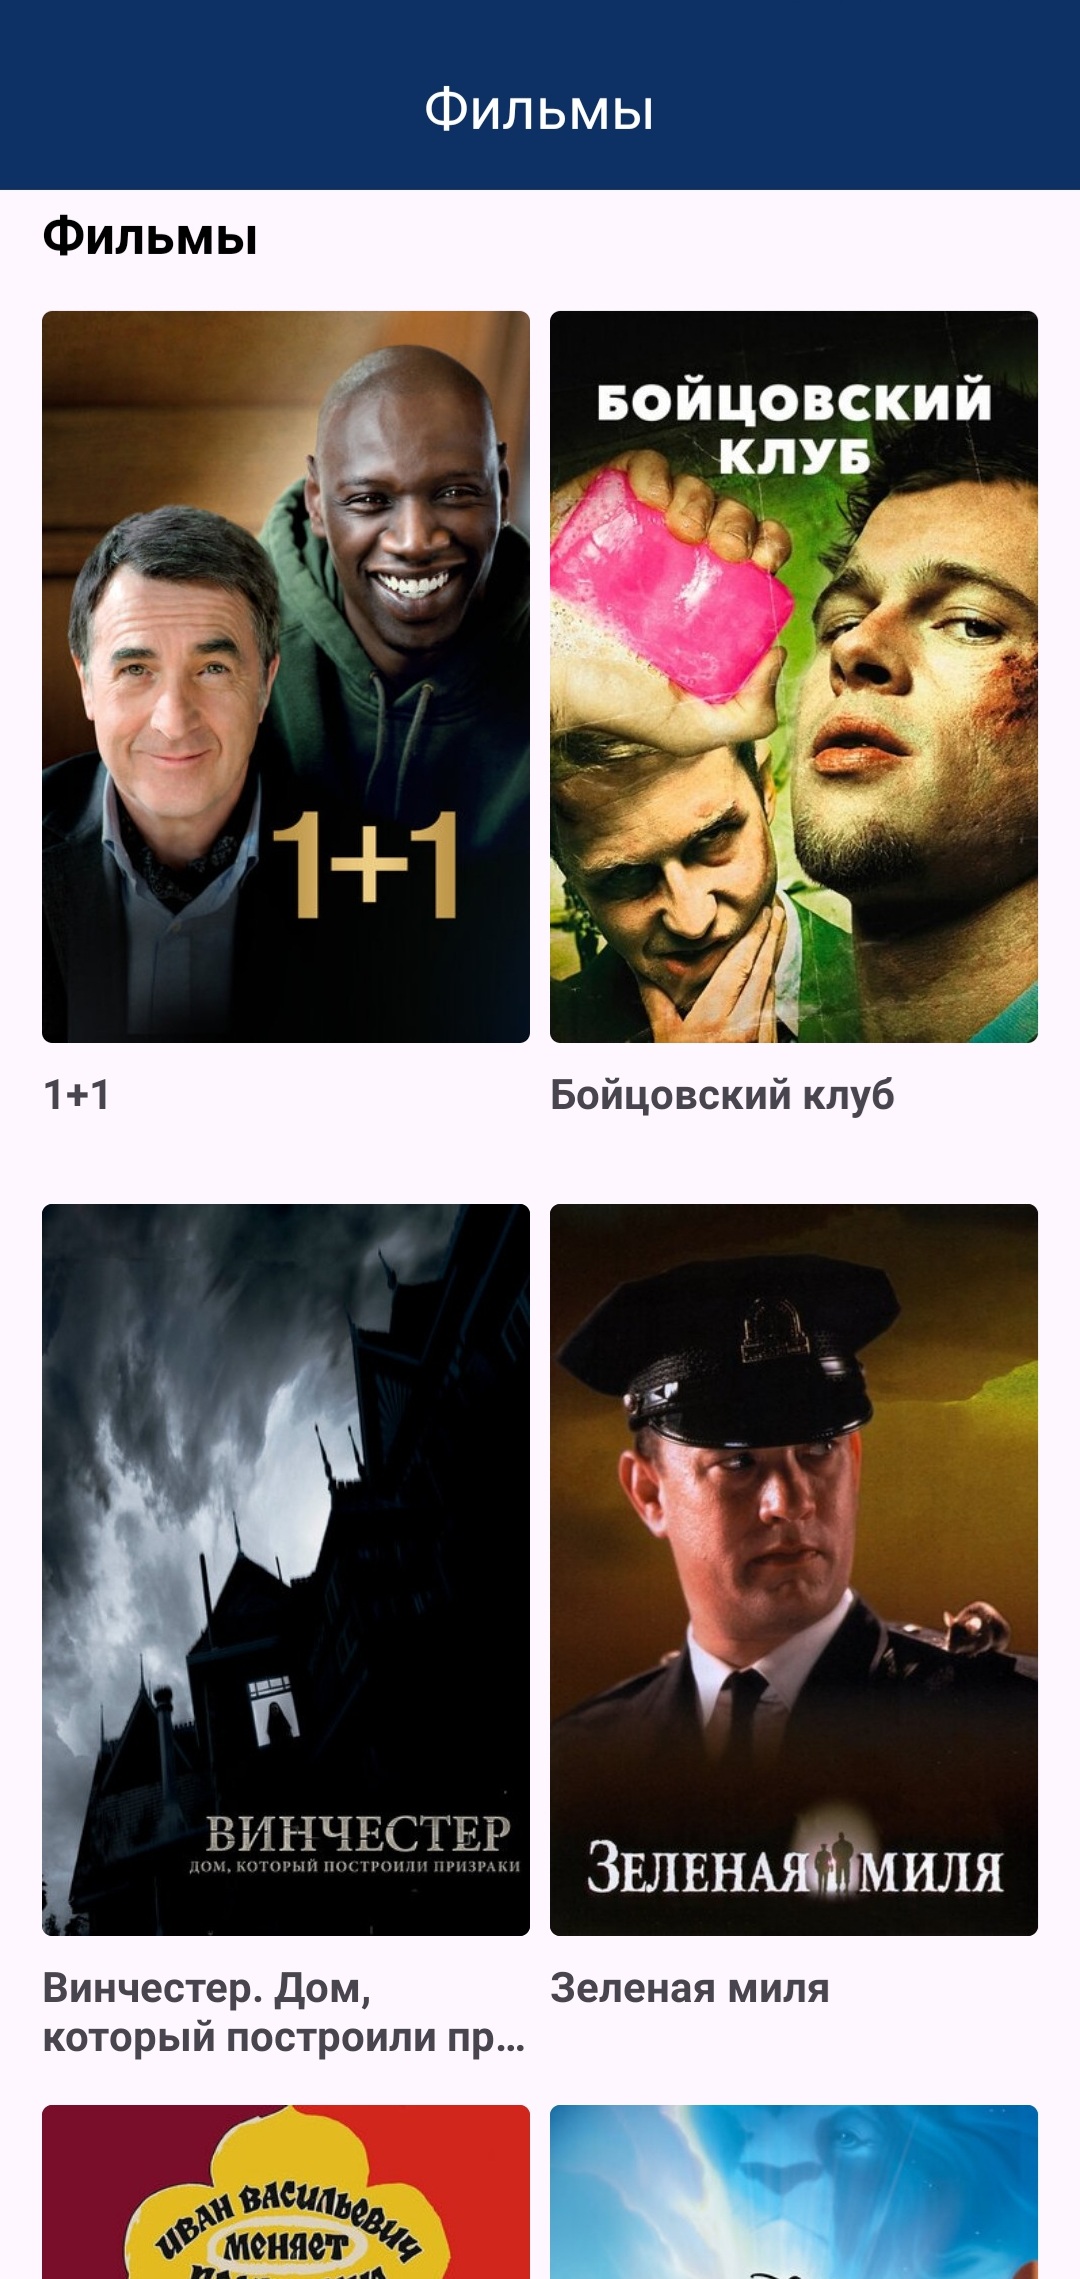 Фильмы
Фильмы
1+1
БОЙЦОВСКИЙ
КЛУБ
1+1
Бойцовский клуб
ВИНЧЕСТЕР
ДОМ, КОТОРЫЙ ПОСТРОИЛИ ПРИЗРАКИ
ЗЕЛЕНАЯ МИЛЯ
Винчестер. Дом,
который построили пр...
Зеленая миля
ИВАН ВАСИЛЬЕВИЧ
МЕНЯЕТ